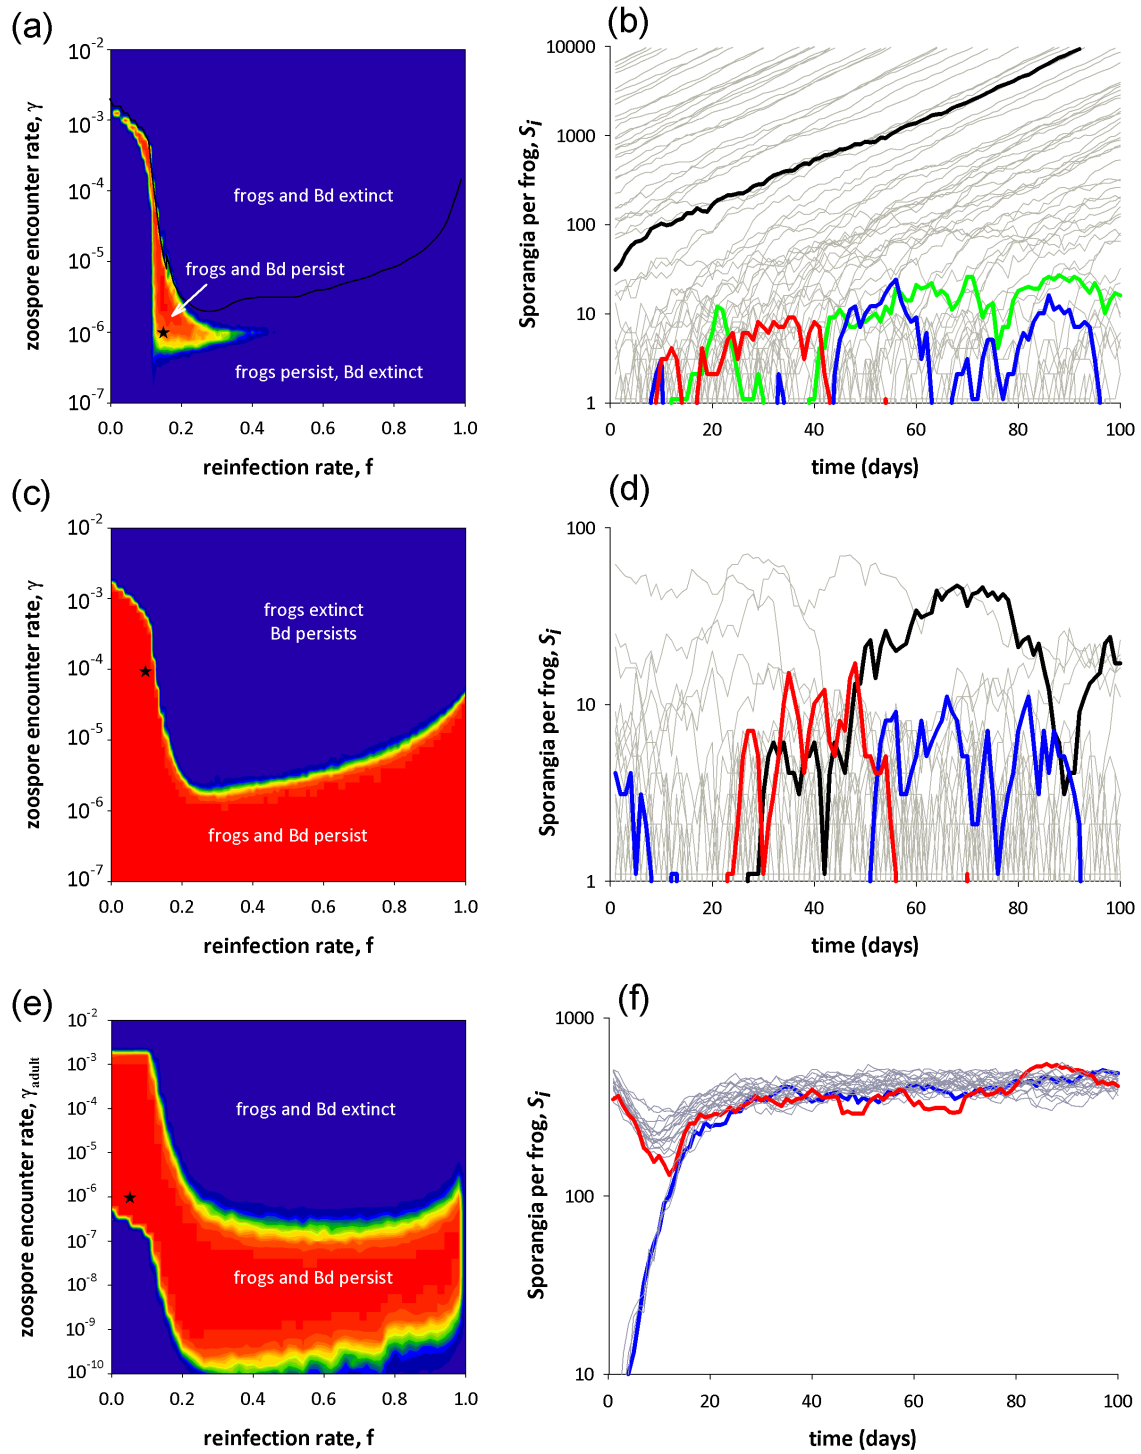 (a)
10-2
10-3
10-4
10-5
10-6
10-7
zoospore encounter rate, γ
frogs and Bd extinct
frogs and Bd persist
frogs persist, Bd extinct
0.0 0.2 0.4 0.6 0.8 1.0
reinfection rate, f
(b)
10000
1000
100
10
1
Sporangia per frog, Si
20 40 60 80 100
time (days)
(c)
10-2
10-3
10-4
10-5
10-6
10-7
zoospore encounter rate, γ
frogs extinct
Bd persists
frogs and Bd persist
0.0 0.2 0.4 0.6 0.8 1.0
reinfection rate, f
(d)
100
10
1
Sporangia per frog, Si
0 20 40 60 80 100
time (days)
(e)
10-2
10-3
10-4
10-5
10-6
10-7
10-8
10-9
10-10
zoospore encounter rate, γadult
frogs and Bd extinct
frogs and Bd persist
0.0 0.2 0.4 0.6 0.8 1.0
reinfection rate, f
(f)
1000
100
10
Sporangia per frog, Si
0 20 40 60 80 100
time (days)